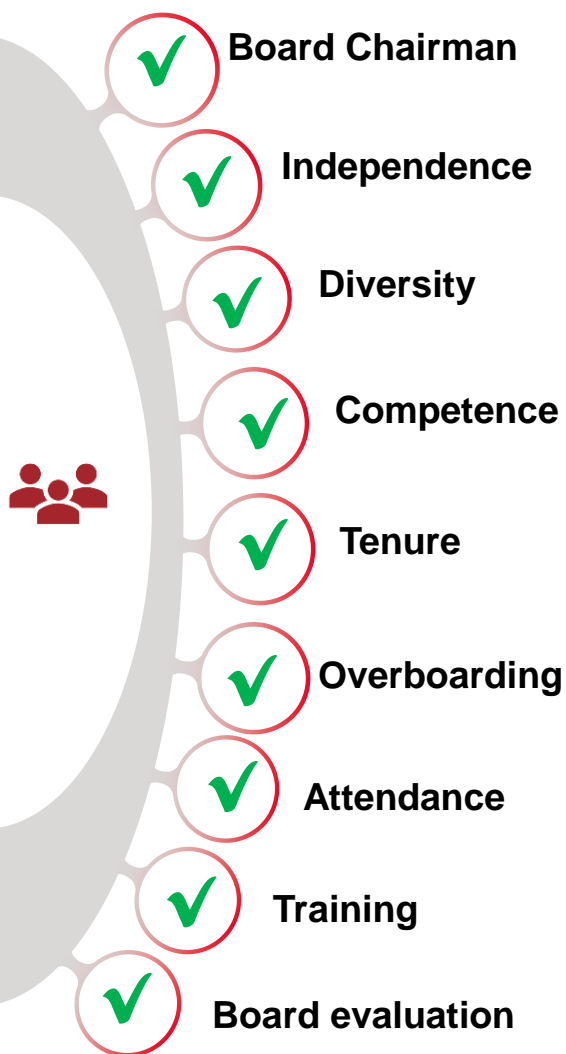 Board Chairman
Independence
Diversity
Competence
Tenure
Overboarding
Attendance
Training
Board evaluation